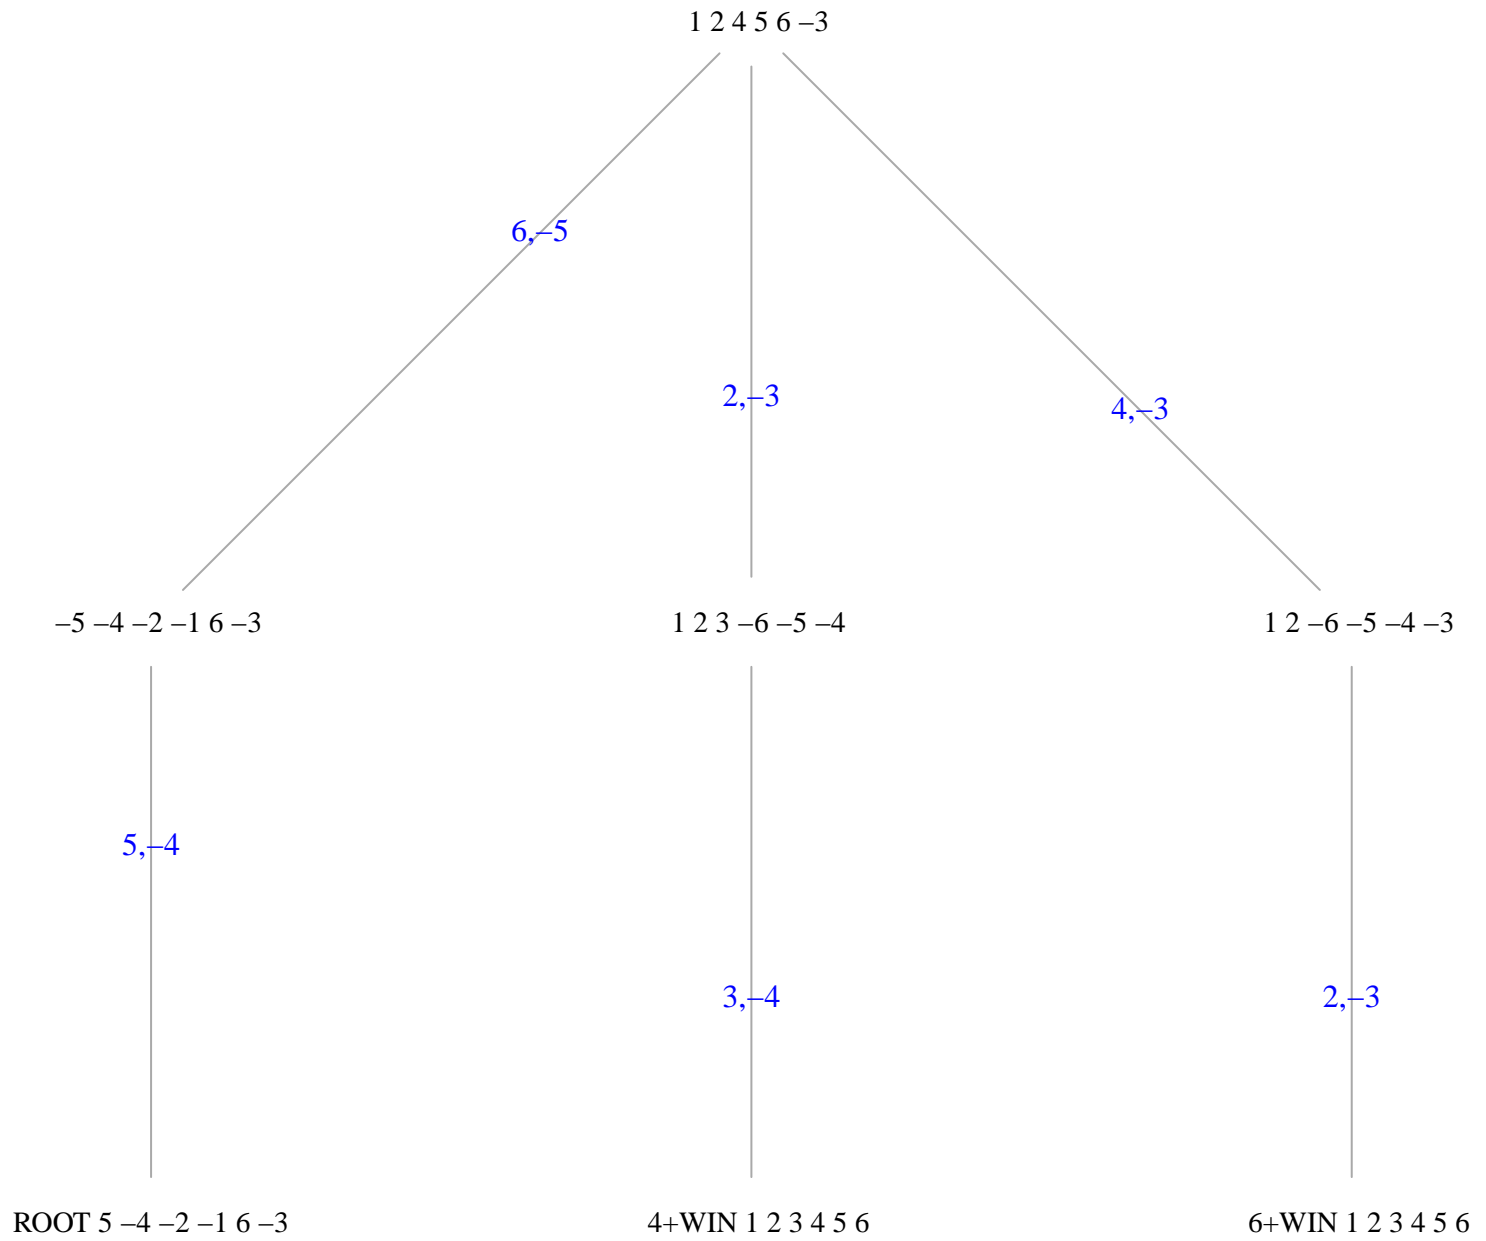 1 2 4 5 6 –3
6,–5
2,–3
4,–3
–5 –4 –2 –1 6 –3
1 2 3 –6 –5 –4
1 2 –6 –5 –4 –3
5,–4
3,–4
2,–3
ROOT 5 –4 –2 –1 6 –3
4+WIN 1 2 3 4 5 6
6+WIN 1 2 3 4 5 6